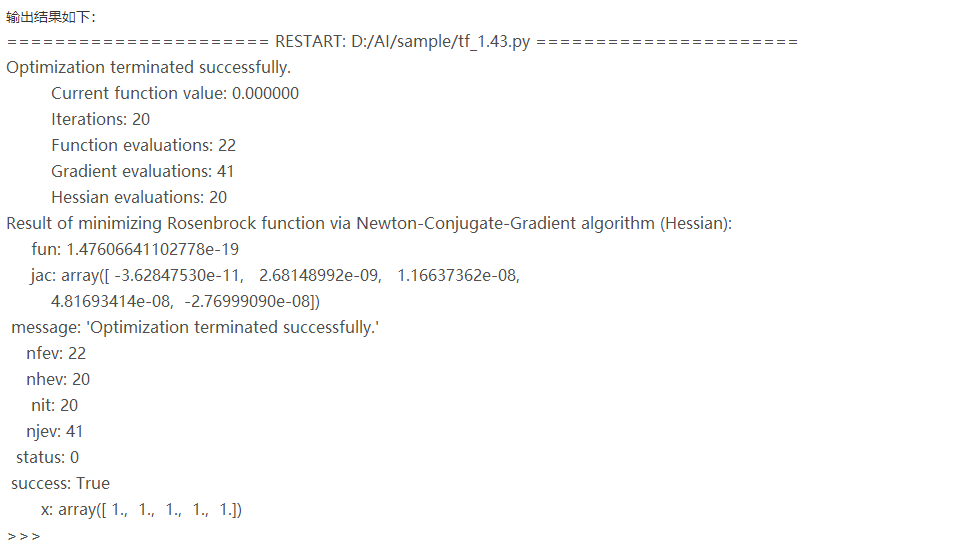 输出结果如下：
====================== RESTART: D:/AI/sample/tf_1.43.py ======================
Optimization terminated successfully.
Current function value: 0.000000
Iterations: 20
Function evaluations: 22
Gradient evaluations: 41
Hessian evaluations: 20
Result of minimizing Rosenbrock function via Newton-Conjugate-Gradient algorithm (Hessian):
fun: 1.47606641102778e-19
jac: array([ -3.62847530e-11, 2.68148992e-09, 1.16637362e-08,
4.81693414e-08, -2.76999090e-08])
message: 'Optimization terminated successfully.'
nfev: 22
nhev: 20
nit: 20
njev: 41
status: 0
success: True
x: array([ 1., 1., 1., 1., 1.])
>>>